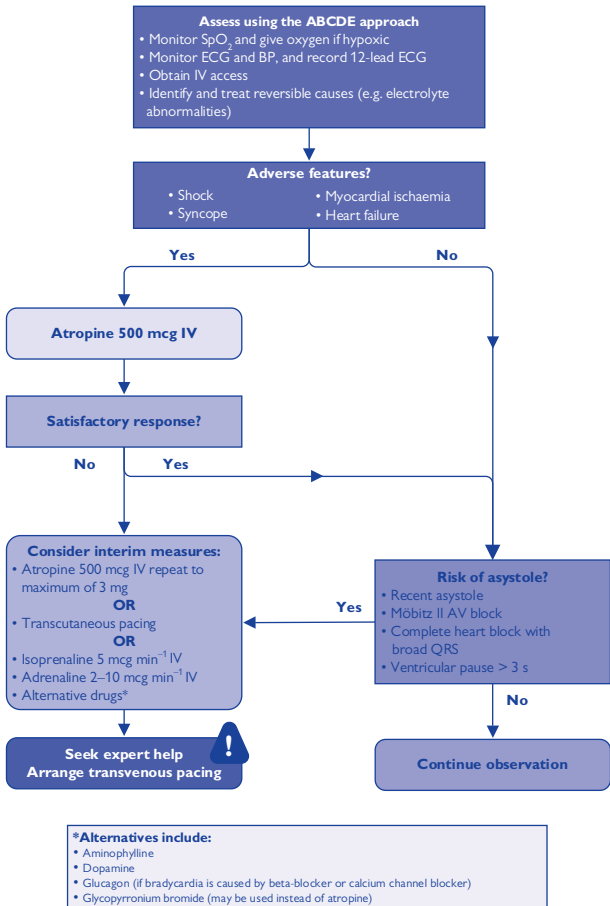 Assess using the ABCDE approach
• Monitor SpO2 and give oxygen if hypoxic
• Monitor ECG and BP, and record 12-lead ECG
• Obtain IV access
• Identify and treat reversible causes (e.g. electrolyte
abnormalities)
Adverse features?
• Shock
• Syncope
• Myocardial ischaemia
• Heart failure
Yes
No
Atropine 500 mcg IV
Satisfactory response?
No
Yes
Consider interim measures:
• Atropine 500 mcg IV repeat to
maximum of 3 mg
OR
• Transcutaneous pacing
OR
• Isoprenaline 5 mcg min–1 IV
• Adrenaline 2–10 mcg min–1 IV
• Alternative drugs*
Yes
Risk of asystole?
• Recent asystole
• Möbitz II AV block
• Complete heart block with
broad QRS
• Ventricular pause > 3 s
No
!
Seek expert help
Arrange transvenous pacing
Continue observation
*Alternatives include:
• Aminophylline
• Dopamine
• Glucagon (if bradycardia is caused by beta-blocker or calcium channel blocker)
• Glycopyrronium bromide (may be used instead of atropine)